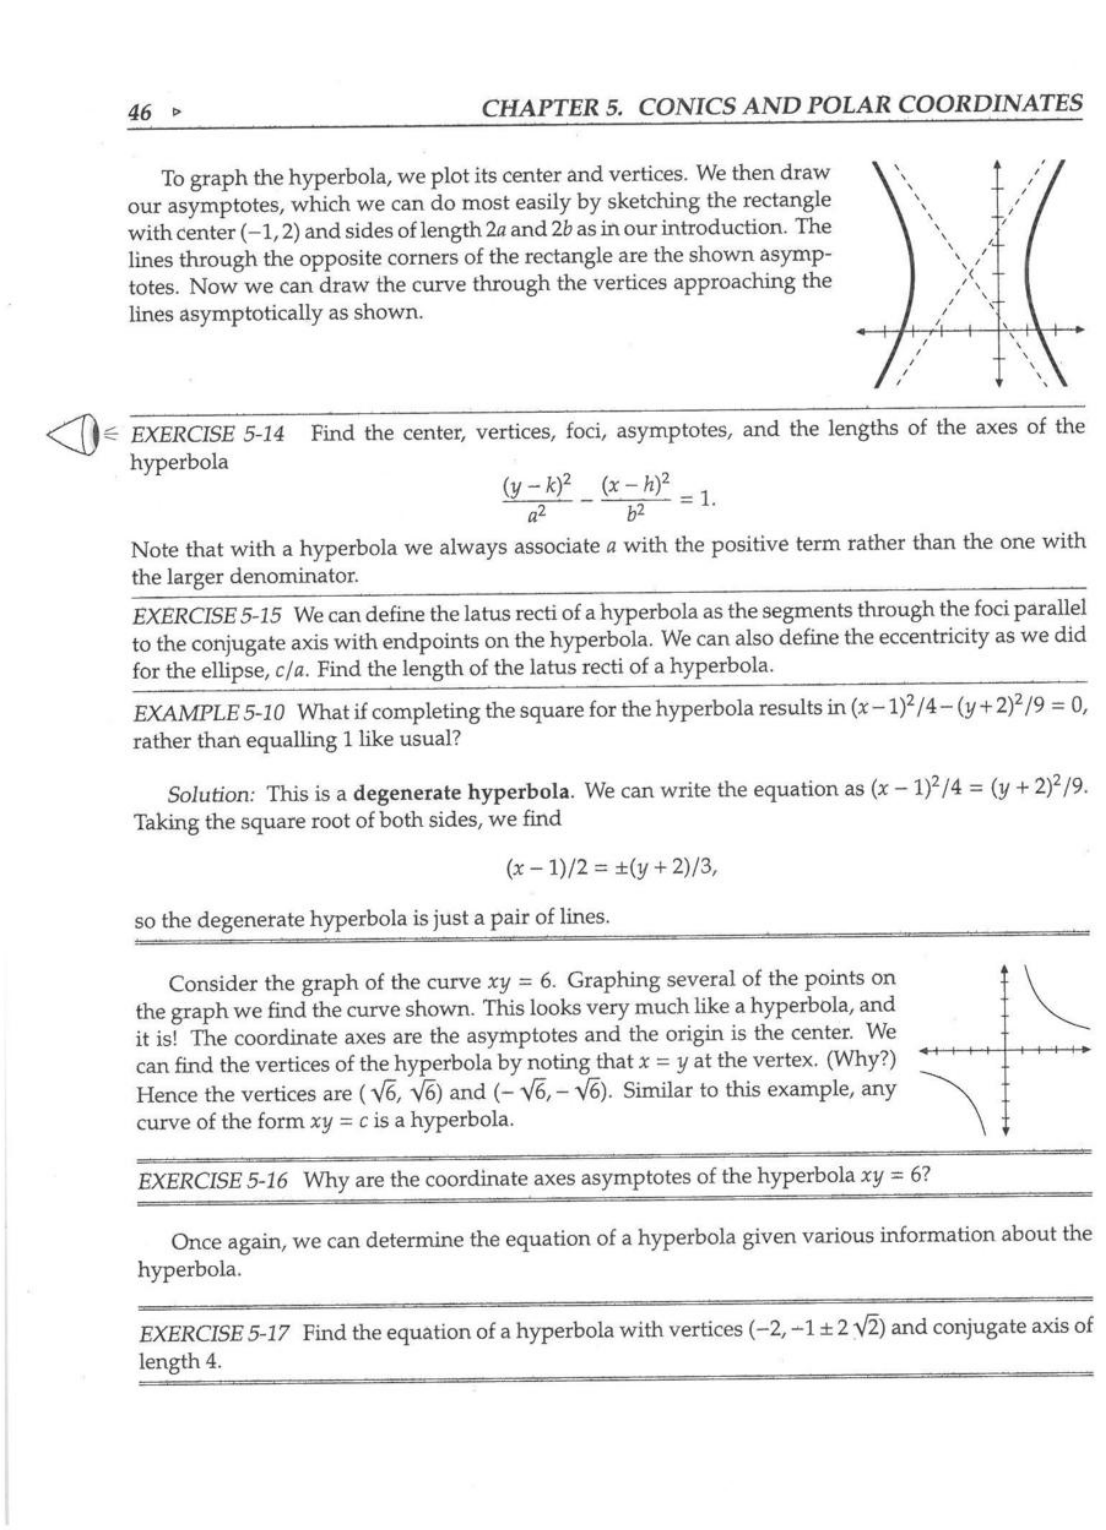 46 ▹ CHAPTER 5. CONICS AND POLAR COORDINATES
To graph the hyperbola, we plot its center and vertices. We then draw
our asymptotes, which we can do most easily by sketching the rectangle
with center (−1, 2) and sides of length 2a and 2b as in our introduction. The
lines through the opposite corners of the rectangle are the shown asymp-
totes. Now we can draw the curve through the vertices approaching the
lines asymptotically as shown.
EXERCISE 5-14 Find the center, vertices, foci, asymptotes, and the lengths of the axes of the
hyperbola
(y − k)²/a² − (x − h)²/b² = 1.
Note that with a hyperbola we always associate a with the positive term rather than the one with
the larger denominator.
EXERCISE 5-15 We can define the latus recti of a hyperbola as the segments through the foci parallel
to the conjugate axis with endpoints on the hyperbola. We can also define the eccentricity as we did
for the ellipse, c/a. Find the length of the latus recti of a hyperbola.
EXAMPLE 5-10 What if completing the square for the hyperbola results in (x − 1)²/4 − (y + 2)²/9 = 0,
rather than equalling 1 like usual?
Solution: This is a degenerate hyperbola. We can write the equation as (x − 1)²/4 = (y + 2)²/9.
Taking the square root of both sides, we find
(x − 1)/2 = ±(y + 2)/3,
so the degenerate hyperbola is just a pair of lines.
Consider the graph of the curve xy = 6. Graphing several of the points on
the graph we find the curve shown. This looks very much like a hyperbola, and
it is! The coordinate axes are the asymptotes and the origin is the center. We
can find the vertices of the hyperbola by noting that x = y at the vertex. (Why?)
Hence the vertices are (√6, √6) and (−√6, −√6). Similar to this example, any
curve of the form xy = c is a hyperbola.
EXERCISE 5-16 Why are the coordinate axes asymptotes of the hyperbola xy = 6?
Once again, we can determine the equation of a hyperbola given various information about the
hyperbola.
EXERCISE 5-17 Find the equation of a hyperbola with vertices (−2, −1 ± 2√2) and conjugate axis of
length 4.